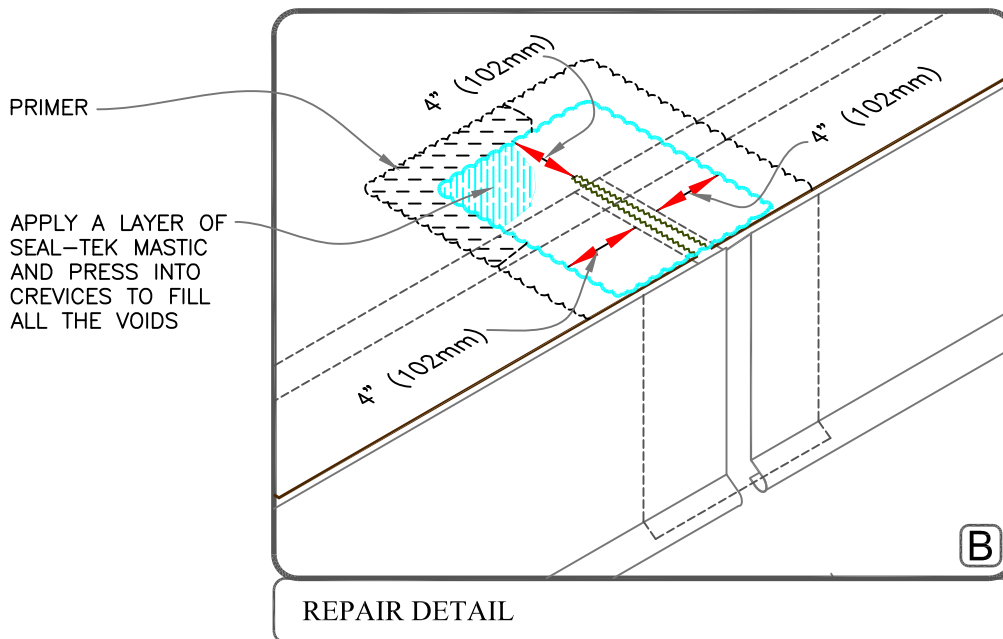 PRIMER
APPLY A LAYER OF
SEAL-TEK MASTIC
AND PRESS INTO
CREVICES TO FILL
ALL THE VOIDS
4" (102mm)
4" (102mm)
4" (102mm)
B
REPAIR DETAIL